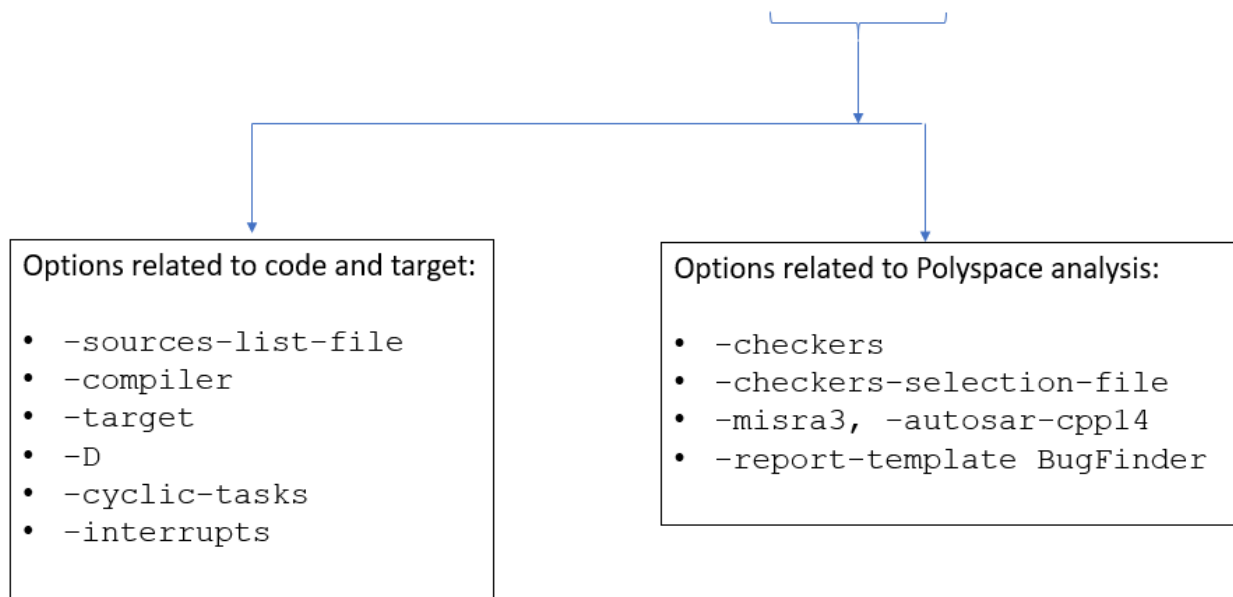 Options related to code and target:
• -sources-list-file
• -compiler
• -target
• -D
• -cyclic-tasks
• -interrupts
Options related to Polyspace analysis:
• -checkers
• -checkers-selection-file
• -misra3, -autosar-cpp14
• -report-template BugFinder